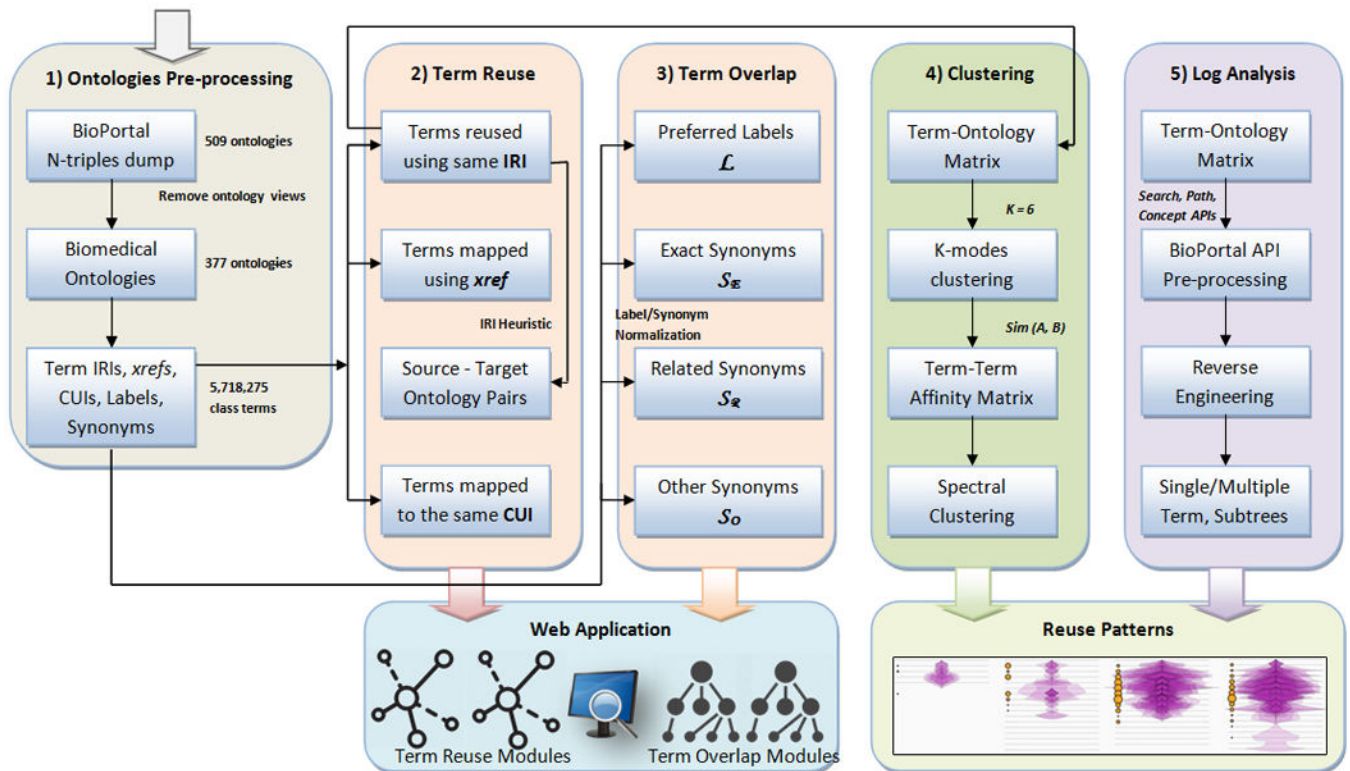 1) Ontologies Pre-processing
BioPortal
N-triples dump
509 ontologies
Remove ontology views
Biomedical
Ontologies
377 ontologies
Term IRIs, xrefs,
CUIs, Labels,
Synonyms
5,718,275
class terms
2) Term Reuse
Terms reused
using same IRI
Terms mapped
using xref
IRI Heuristic
Source - Target
Ontology Pairs
Terms mapped
to the same CUI
3) Term Overlap
Preferred Labels
ℒ
Exact Synonyms
S_E
Label/Synonym
Normalization
Related Synonyms
S_R
Other Synonyms
S_O
4) Clustering
Term-Ontology
Matrix
K = 6
K-modes
clustering
Sim (A, B)
Term-Term
Affinity Matrix
Spectral
Clustering
5) Log Analysis
Term-Ontology
Matrix
Search, Path,
Concept APIs
BioPortal API
Pre-processing
Reverse
Engineering
Single/Multiple
Term, Subtrees
Web Application
Term Reuse Modules
Term Overlap Modules
Reuse Patterns